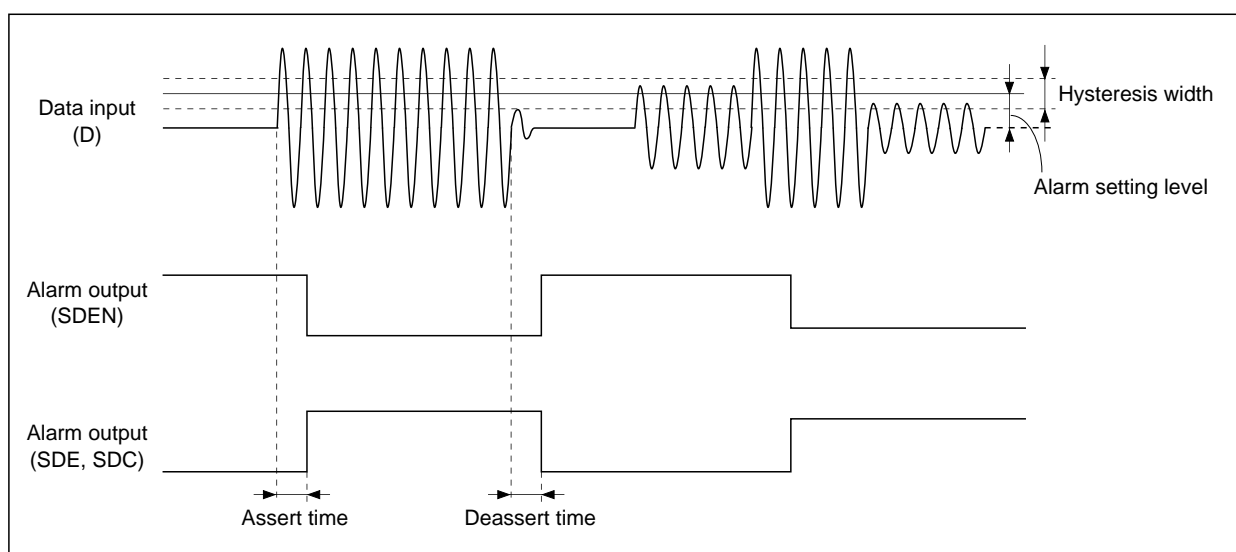 Data input
(D)
Hysteresis width
Alarm setting level
Alarm output
(SDEN)
Alarm output
(SDE, SDC)
Assert time
Deassert time